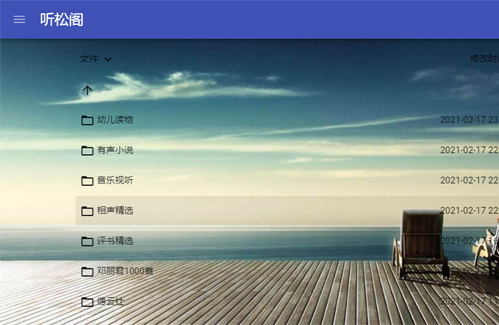 听松阁
文件 修改时
..
幼儿读物 2021-02-17 23
有声小说 2021-02-17 22
音乐视听 2021-02-17 22
相声精选 2021-02-17 22
评书精选 2021-02-17 1
邓丽君1000首 2021-02-17 1
德云社 2021-02-17 1